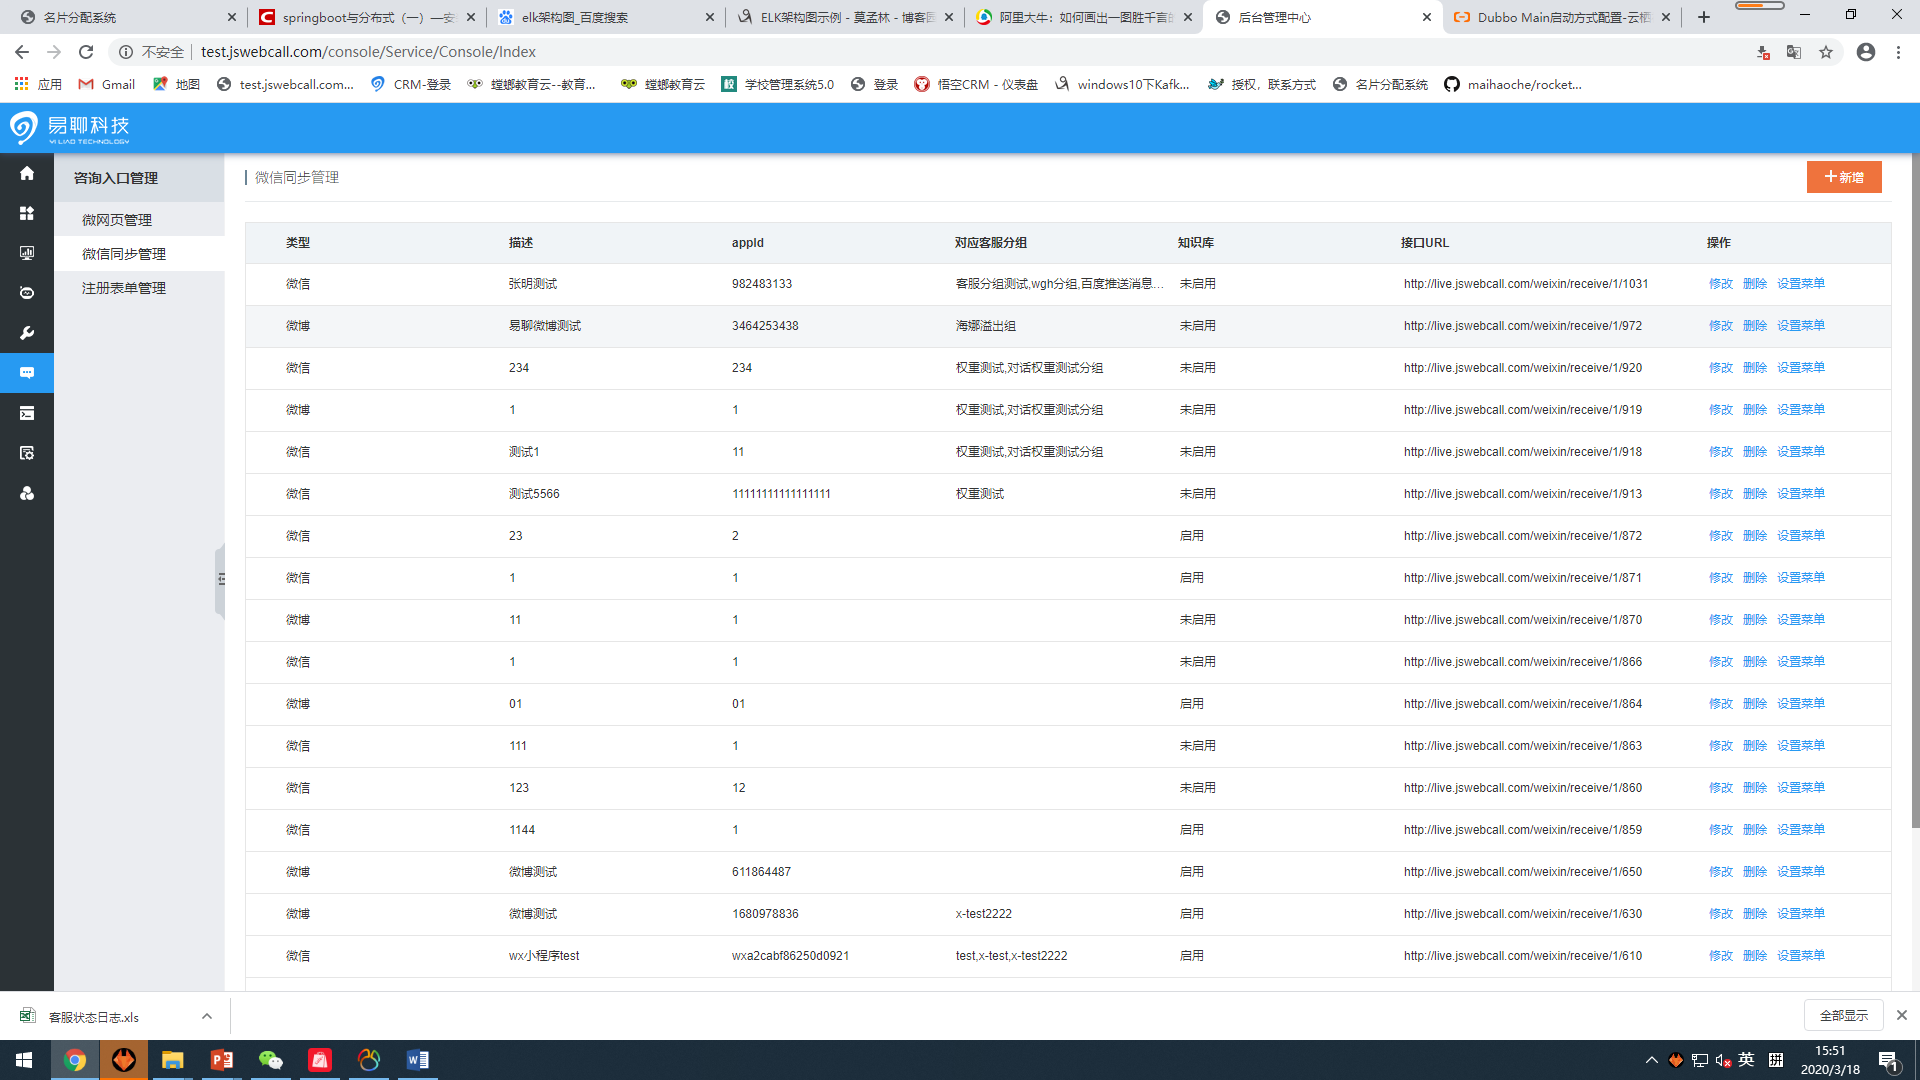 名片分配系统
springboot与分布式（一）—安
elk架构图_百度搜索
ELK架构图示例 - 莫孟林 - 博客园
阿里大牛：如何画出一图胜千言的
后台管理中心
Dubbo Main启动方式配置-云栖
不安全 test.jswebcall.com/console/Service/Console/Index
应用 Gmail 地图 test.jswebcall.com... CRM-登录 螳螂教育云--教育... 螳螂教育云 学校管理系统5.0 登录 悟空CRM - 仪表盘 windows10下Kafk... 授权，联系方式 名片分配系统 maihaoche/rocket...
易聊科技
YI LIAO TECHNOLOGY
咨询入口管理
微网页管理
微信同步管理
注册表单管理
微信同步管理
新增
类型 描述 appId 对应客服分组 知识库 接口URL 操作
微信 张明测试 982483133 客服分组测试,wgh分组,百度推送消息... 未启用 http://live.jswebcall.com/weixin/receive/1/1031 修改 删除 设置菜单
微博 易聊微博测试 3464253438 海娜溢出组 未启用 http://live.jswebcall.com/weixin/receive/1/972 修改 删除 设置菜单
微信 234 234 权重测试,对话权重测试分组 未启用 http://live.jswebcall.com/weixin/receive/1/920 修改 删除 设置菜单
微博 1 1 权重测试,对话权重测试分组 未启用 http://live.jswebcall.com/weixin/receive/1/919 修改 删除 设置菜单
微信 测试1 11 权重测试,对话权重测试分组 未启用 http://live.jswebcall.com/weixin/receive/1/918 修改 删除 设置菜单
微信 测试5566 11111111111111111 权重测试 未启用 http://live.jswebcall.com/weixin/receive/1/913 修改 删除 设置菜单
微信 23 2 启用 http://live.jswebcall.com/weixin/receive/1/872 修改 删除 设置菜单
微信 1 1 启用 http://live.jswebcall.com/weixin/receive/1/871 修改 删除 设置菜单
微博 11 1 未启用 http://live.jswebcall.com/weixin/receive/1/870 修改 删除 设置菜单
微信 1 1 未启用 http://live.jswebcall.com/weixin/receive/1/866 修改 删除 设置菜单
微博 01 01 启用 http://live.jswebcall.com/weixin/receive/1/864 修改 删除 设置菜单
微信 111 1 未启用 http://live.jswebcall.com/weixin/receive/1/863 修改 删除 设置菜单
微信 123 12 未启用 http://live.jswebcall.com/weixin/receive/1/860 修改 删除 设置菜单
微信 1144 1 启用 http://live.jswebcall.com/weixin/receive/1/859 修改 删除 设置菜单
微博 微博测试 611864487 启用 http://live.jswebcall.com/weixin/receive/1/650 修改 删除 设置菜单
微博 微博测试 1680978836 x-test2222 启用 http://live.jswebcall.com/weixin/receive/1/630 修改 删除 设置菜单
微信 wx小程序test wxa2cabf86250d0921 test,x-test,x-test2222 启用 http://live.jswebcall.com/weixin/receive/1/610 修改 删除 设置菜单
客服状态日志.xls
全部显示
英 拼
15:51
2020/3/18
1